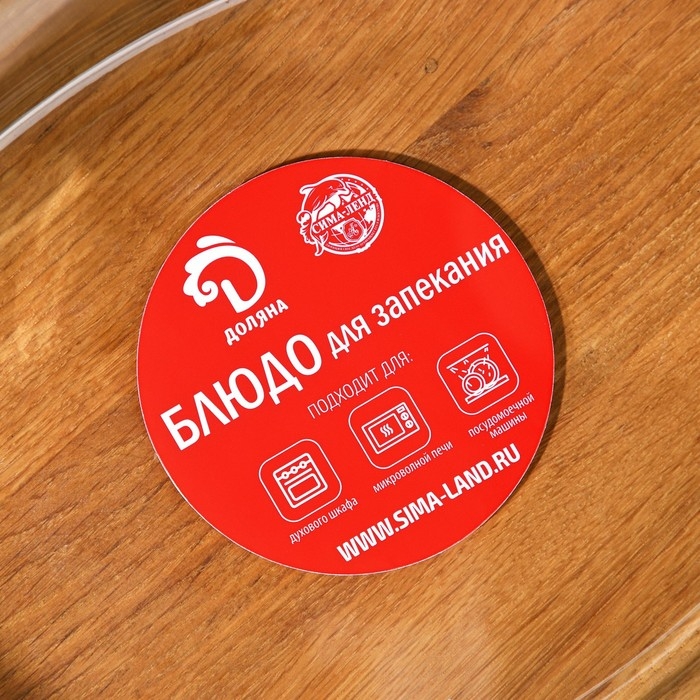 СИМА-ЛЕНД
ДОЛЯНА
БЛЮДО для запекания
ПОДХОДИТ ДЛЯ:
духового шкафа
микроволной печи
посудомоечной
машины
WWW.SIMA-LAND.RU